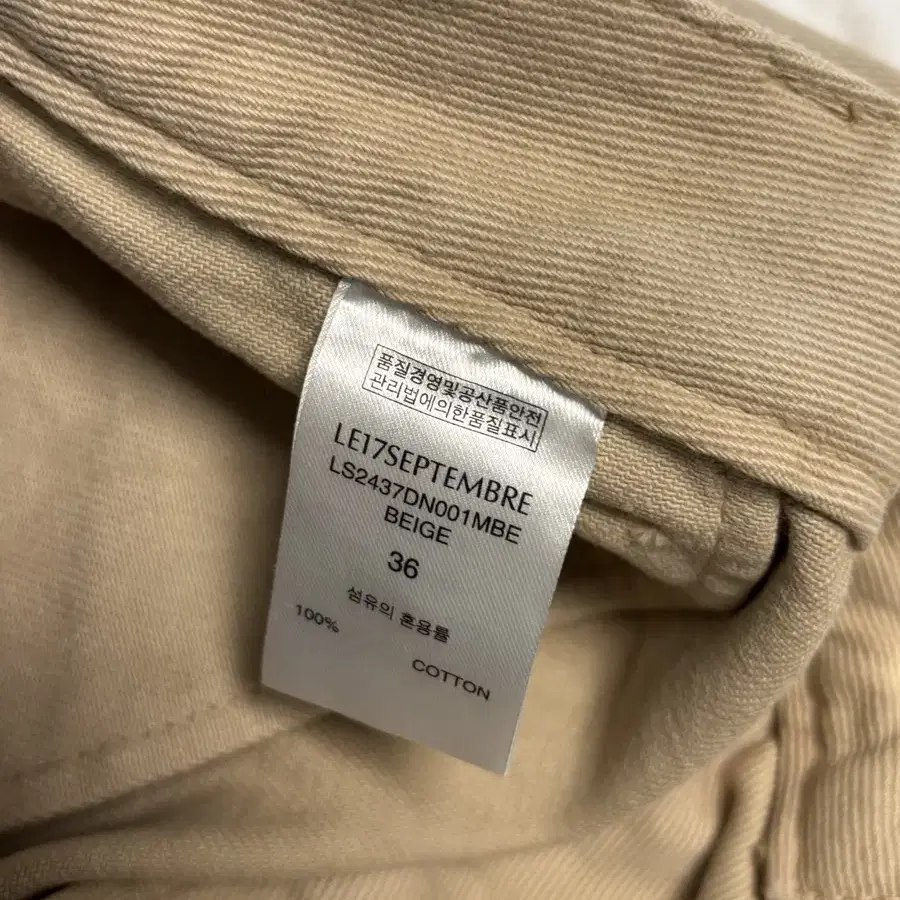 품질경영및공산품안전
관리법에의한품질표시
LE17SEPTEMBRE
LS2437DN001MBE
BEIGE
36
섬유의 혼용률
100%
COTTON